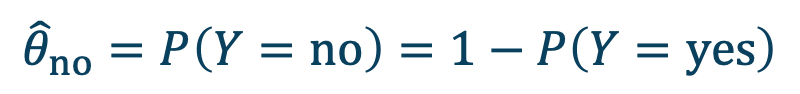 θ̂_no = P(Y = no) = 1 − P(Y = yes)